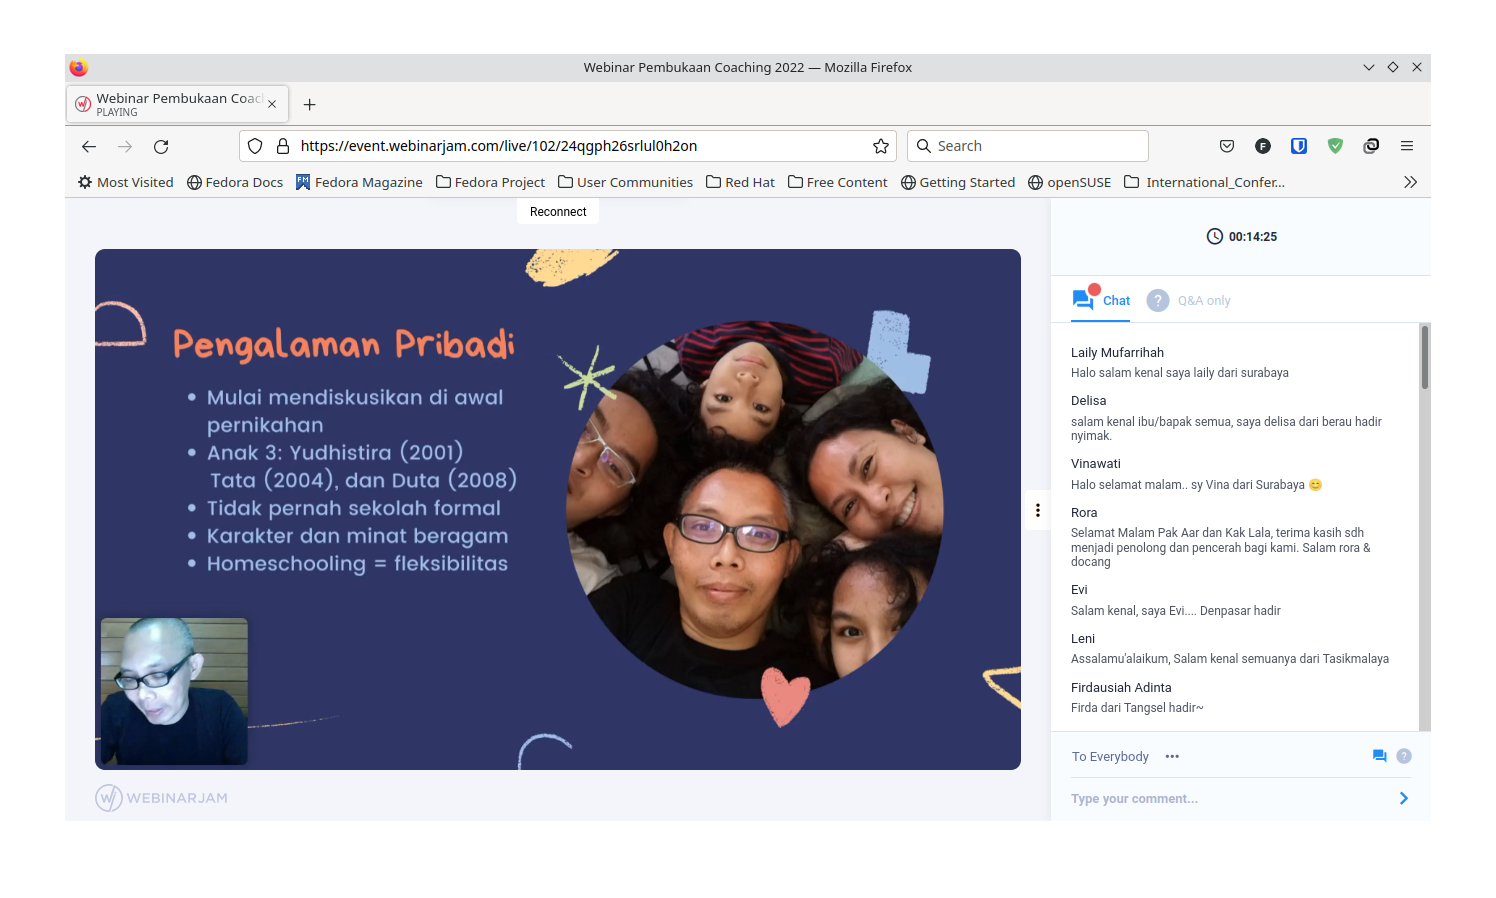 Webinar Pembukaan Coaching 2022 — Mozilla Firefox
Webinar Pembukaan Coach
PLAYING
https://event.webinarjam.com/live/102/24qgph26srlul0h2on
Search
Most Visited
Fedora Docs
Fedora Magazine
Fedora Project
User Communities
Red Hat
Free Content
Getting Started
openSUSE
International_Confer...
Reconnect
Pengalaman Pribadi
• Mulai mendiskusikan di awal
pernikahan
• Anak 3: Yudhistira (2001)
Tata (2004), dan Duta (2008)
• Tidak pernah sekolah formal
• Karakter dan minat beragam
• Homeschooling = fleksibilitas
WEBINARJAM
00:14:25
Chat
Q&A only
Laily Mufarrihah
Halo salam kenal saya laily dari surabaya
Delisa
salam kenal ibu/bapak semua, saya delisa dari berau hadir
nyimak.
Vinawati
Halo selamat malam.. sy Vina dari Surabaya 😊
Rora
Selamat Malam Pak Aar dan Kak Lala, terima kasih sdh
menjadi penolong dan pencerah bagi kami. Salam rora &
docang
Evi
Salam kenal, saya Evi.... Denpasar hadir
Leni
Assalamu'alaikum, Salam kenal semuanya dari Tasikmalaya
Firdausiah Adinta
Firda dari Tangsel hadir~
To Everybody
Type your comment...